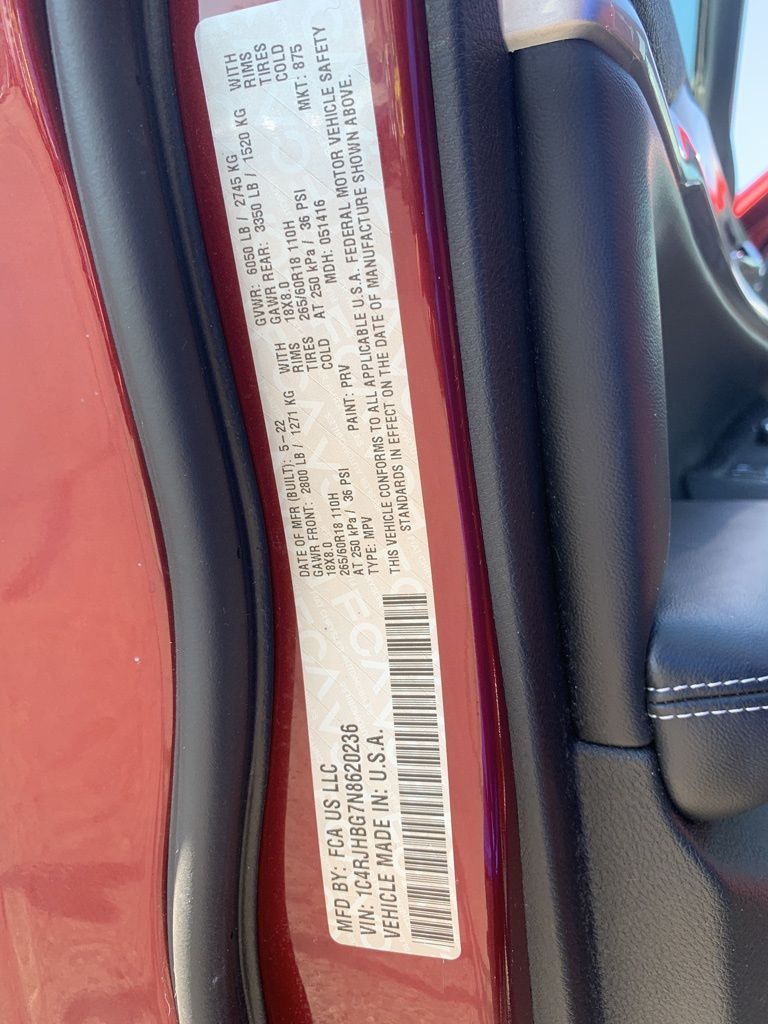 MFD BY: FCA US LLC
VIN: 1C4RJHBG7N8620236
VEHICLE MADE IN: U.S.A.
DATE OF MFR (BUILT): 5-22
GAWR FRONT: 2800 LB / 1271 KG WITH
18X8.0 RIMS
265/60R18 110H TIRES
AT 250 kPa / 36 PSI COLD
TYPE: MPV PAINT: PRV
GVWR: 6050 LB / 2745 KG
GAWR REAR: 3350 LB / 1520 KG WITH
18X8.0 RIMS
265/60R18 110H TIRES
AT 250 kPa / 36 PSI COLD
MDH: 051416 MKT: 875
THIS VEHICLE CONFORMS TO ALL APPLICABLE U.S.A. FEDERAL MOTOR VEHICLE SAFETY
STANDARDS IN EFFECT ON THE DATE OF MANUFACTURE SHOWN ABOVE.